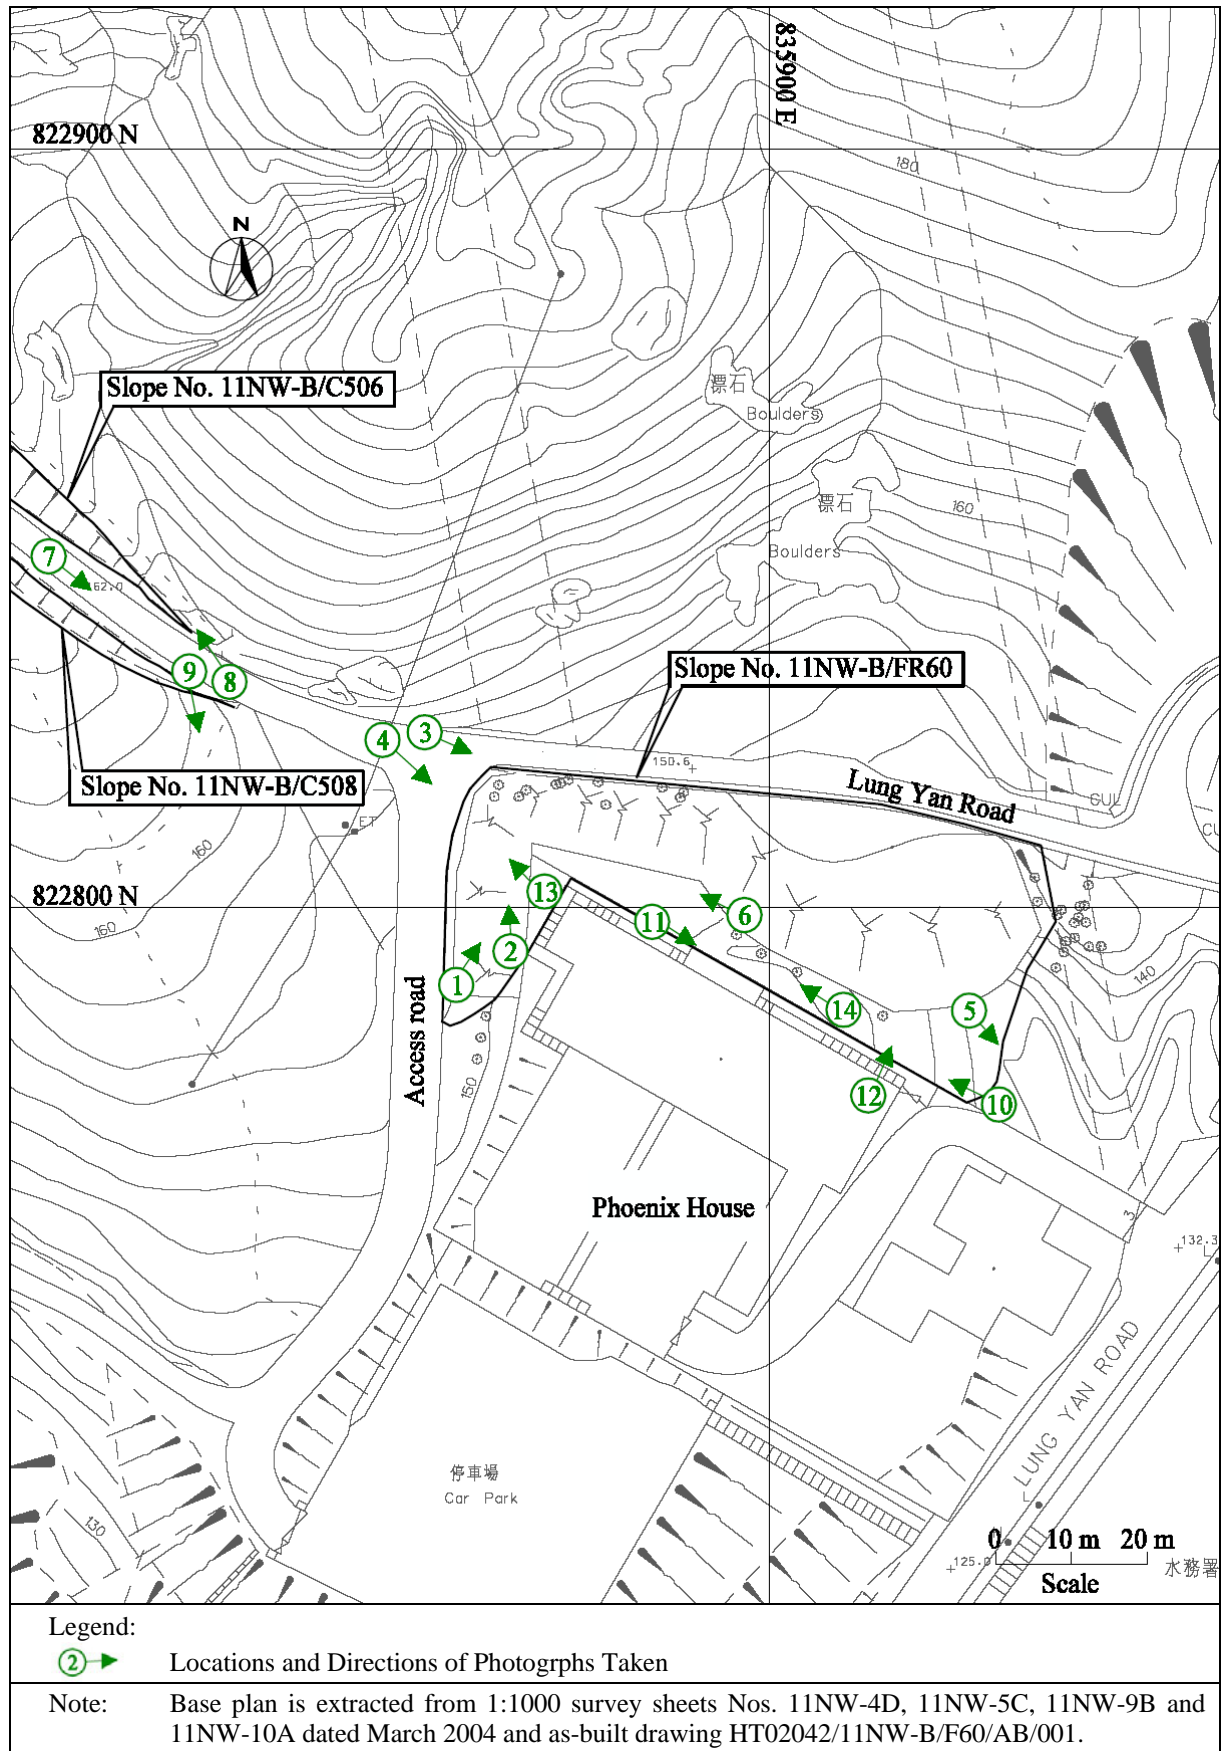 835900 E
822900 N
180
N
漂石
Boulders
Slope No. 11NW-B/C506
漂石
160
Boulders
7
162.0
9
8
Slope No. 11NW-B/FR60
4
3
150.6
Slope No. 11NW-B/C508
Lung Yan Road
ET
160
822800 N
13
6
11
160
2
1
140
14
5
Access road
150
12
10
Phoenix House
3
132.3
LUNG YAN ROAD
停車場
Car Park
130
0 10 m 20 m
125.0
水務署
Scale
Legend:
2 Locations and Directions of Photogrphs Taken
Note: Base plan is extracted from 1:1000 survey sheets Nos. 11NW-4D, 11NW-5C, 11NW-9B and
11NW-10A dated March 2004 and as-built drawing HT02042/11NW-B/F60/AB/001.